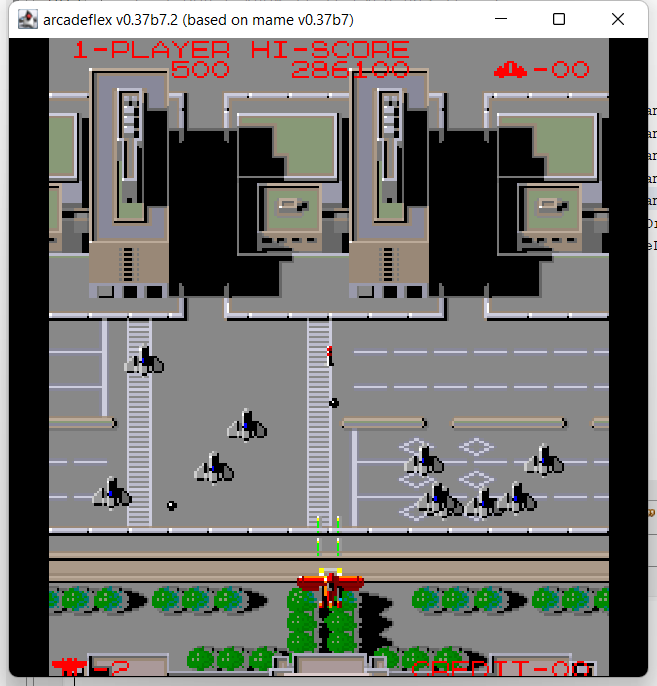 arcadeflex v0.37b7.2 (based on mame v0.37b7)
1-PLAYER HI-SCORE
500 286100 -00
-2 CREDIT-00